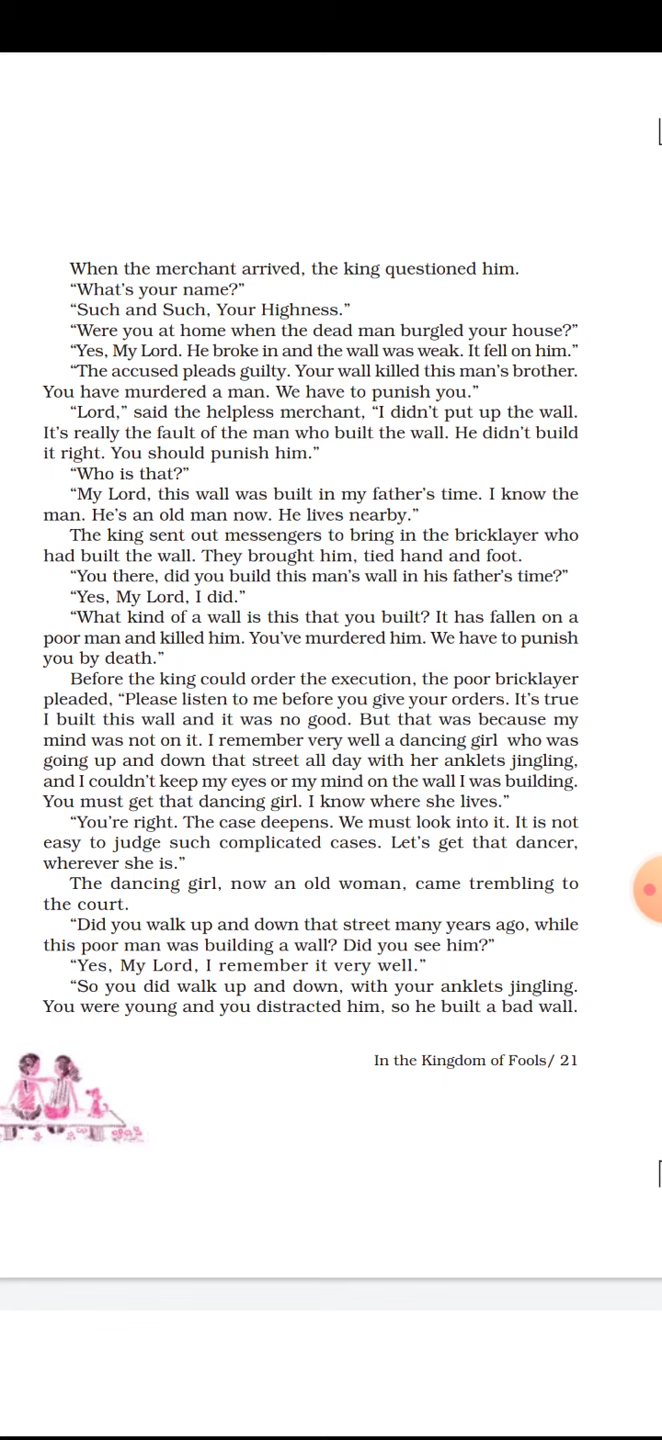 When the merchant arrived, the king questioned him.
“What’s your name?”
“Such and Such, Your Highness.”
“Were you at home when the dead man burgled your house?”
“Yes, My Lord. He broke in and the wall was weak. It fell on him.”
“The accused pleads guilty. Your wall killed this man’s brother.
You have murdered a man. We have to punish you.”
“Lord,” said the helpless merchant, “I didn’t put up the wall.
It’s really the fault of the man who built the wall. He didn’t build
it right. You should punish him.”
“Who is that?”
“My Lord, this wall was built in my father’s time. I know the
man. He’s an old man now. He lives nearby.”
The king sent out messengers to bring in the bricklayer who
had built the wall. They brought him, tied hand and foot.
“You there, did you build this man’s wall in his father’s time?”
“Yes, My Lord, I did.”
“What kind of a wall is this that you built? It has fallen on a
poor man and killed him. You’ve murdered him. We have to punish
you by death.”
Before the king could order the execution, the poor bricklayer
pleaded, “Please listen to me before you give your orders. It’s true
I built this wall and it was no good. But that was because my
mind was not on it. I remember very well a dancing girl who was
going up and down that street all day with her anklets jingling,
and I couldn’t keep my eyes or my mind on the wall I was building.
You must get that dancing girl. I know where she lives.”
“You’re right. The case deepens. We must look into it. It is not
easy to judge such complicated cases. Let’s get that dancer,
wherever she is.”
The dancing girl, now an old woman, came trembling to
the court.
“Did you walk up and down that street many years ago, while
this poor man was building a wall? Did you see him?”
“Yes, My Lord, I remember it very well.”
“So you did walk up and down, with your anklets jingling.
You were young and you distracted him, so he built a bad wall.
In the Kingdom of Fools/ 21